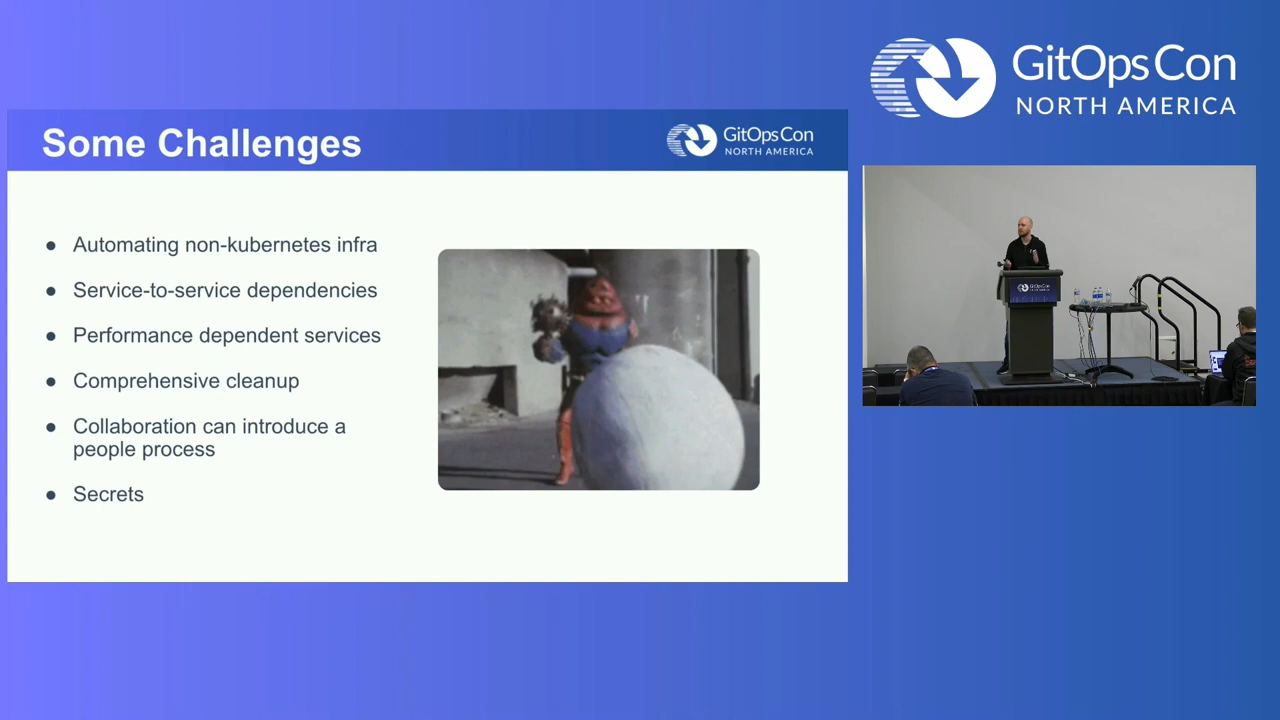 GitOpsCon
NORTH AMERICA
Some Challenges
GitOpsCon
NORTH AMERICA
● Automating non-kubernetes infra
● Service-to-service dependencies
● Performance dependent services
● Comprehensive cleanup
● Collaboration can introduce a
people process
● Secrets
GitOpsCon